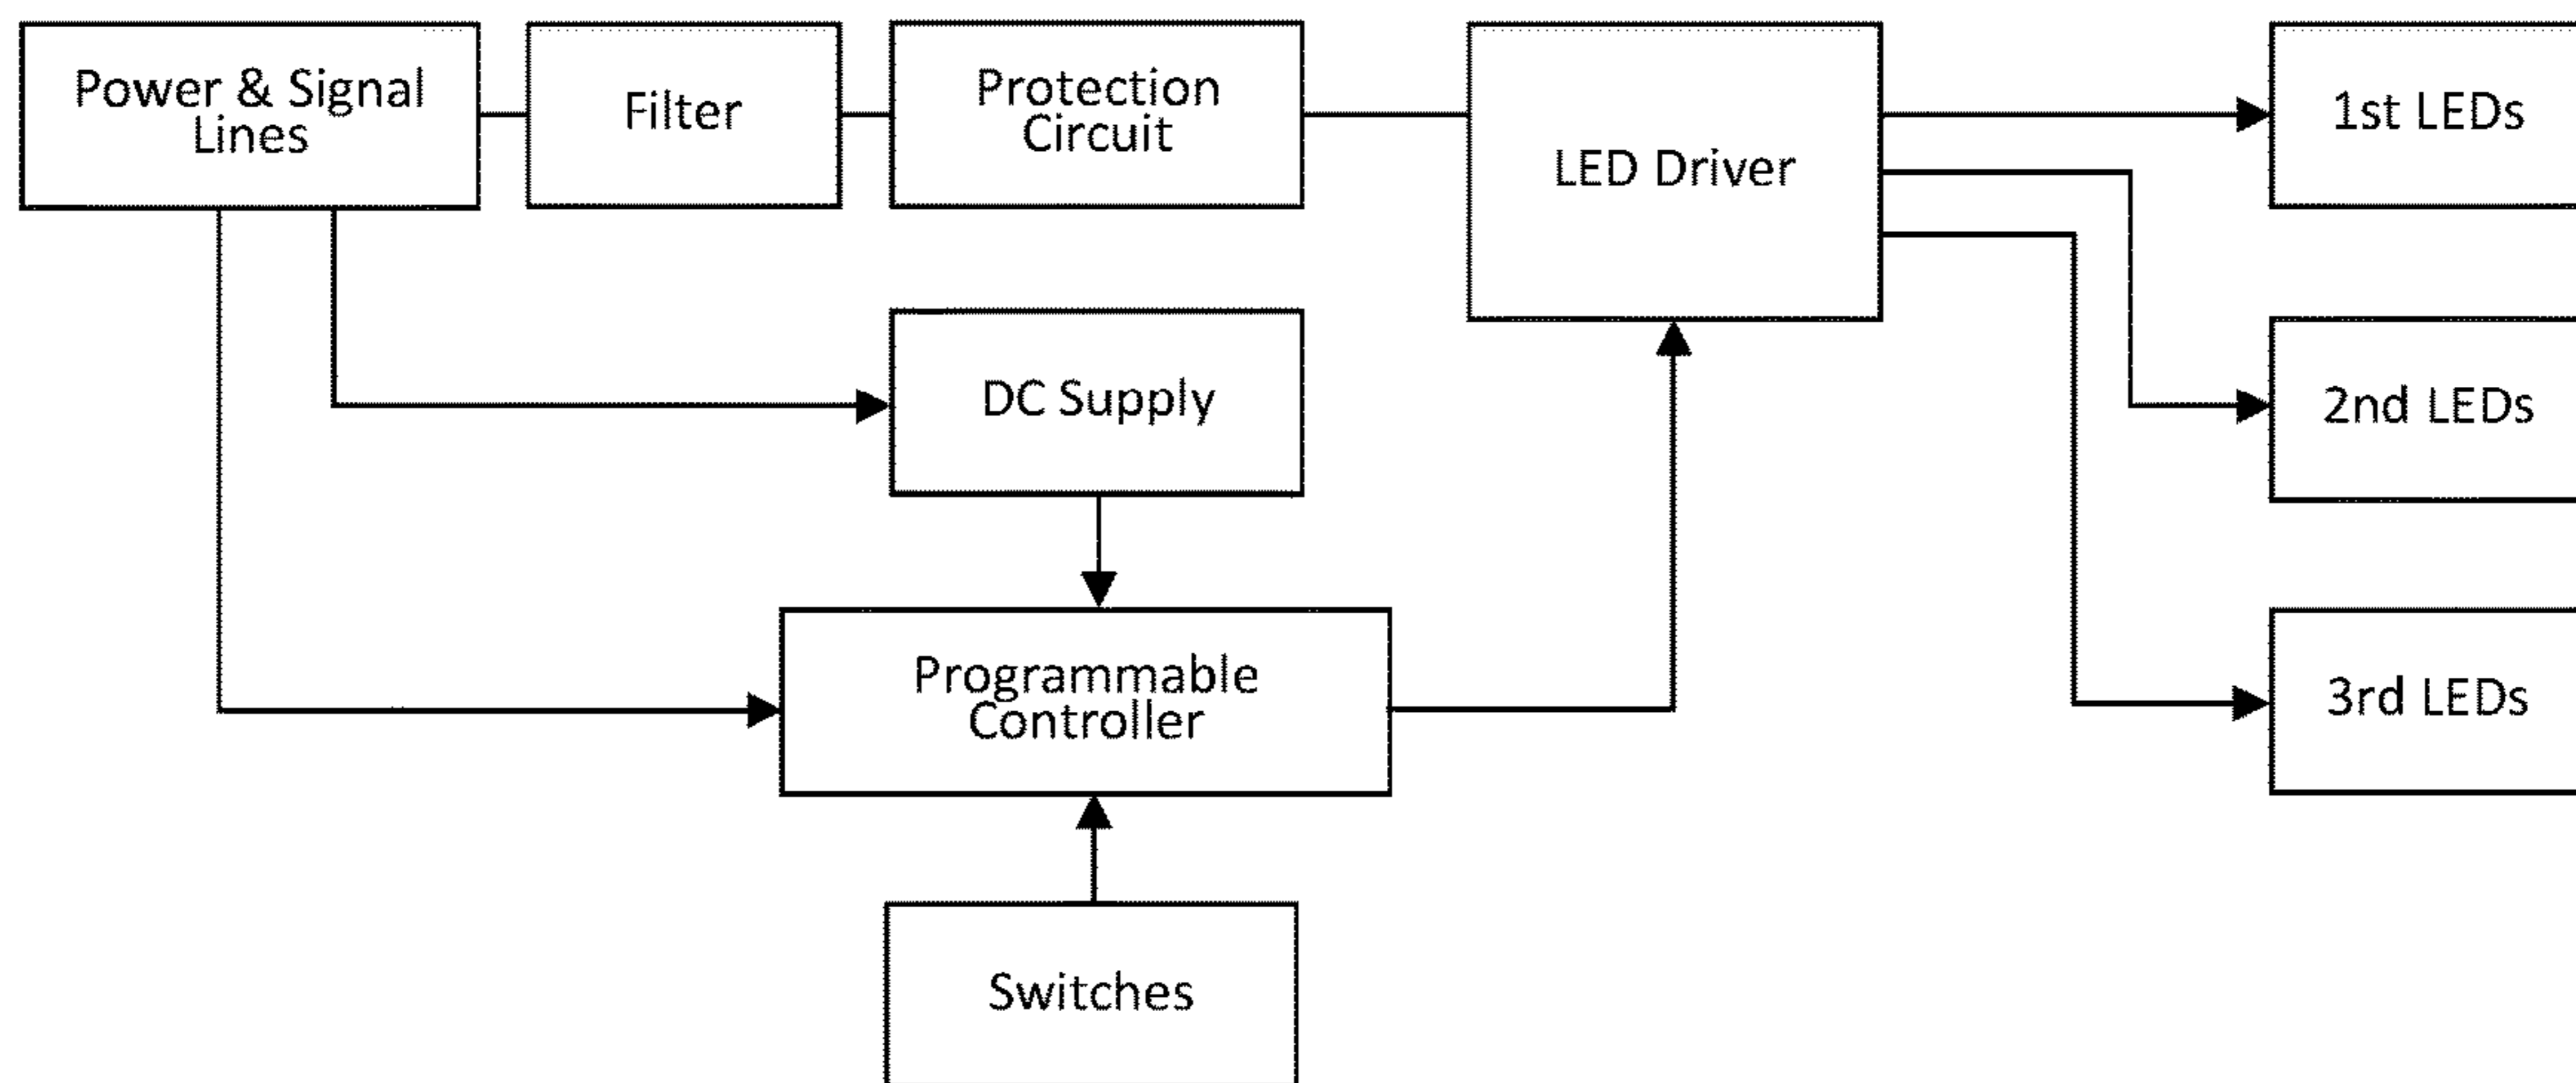 Power & Signal
Lines
Filter
Protection
Circuit
LED Driver
1st LEDs
DC Supply
2nd LEDs
Programmable
Controller
3rd LEDs
Switches